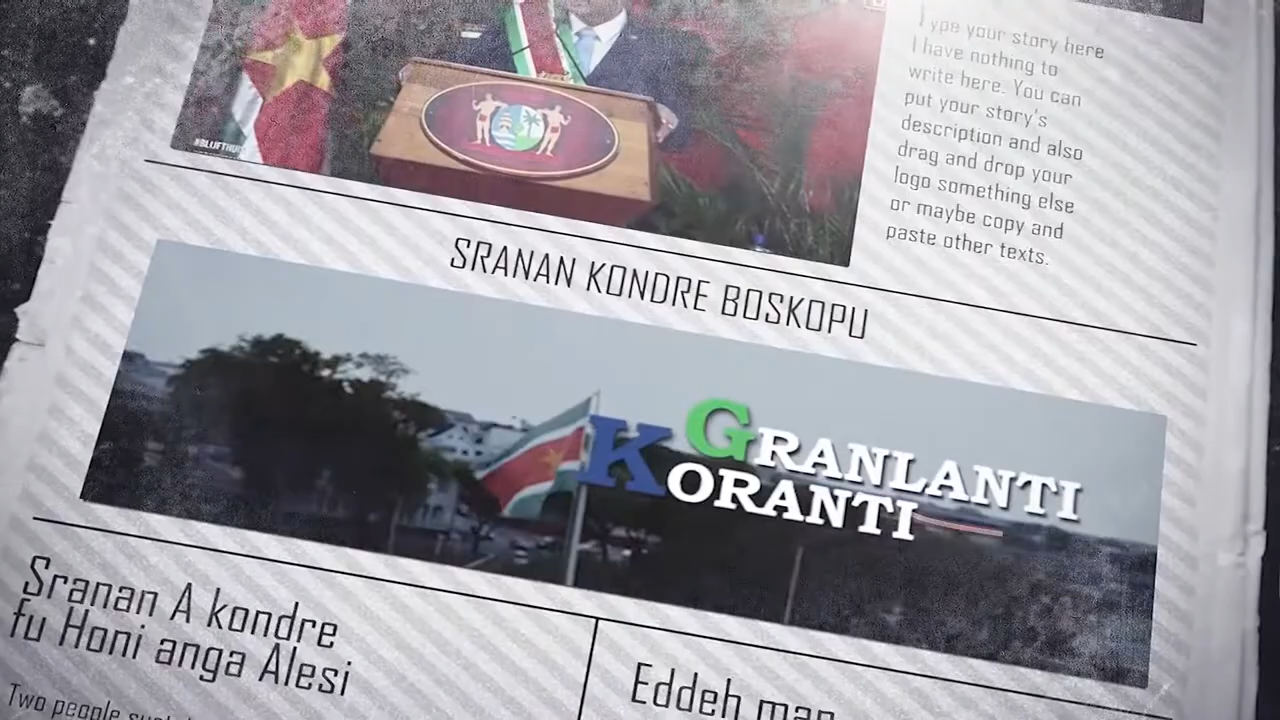 #BLIJFTHUIS
Type your story here
I have nothing to
write here. You can
put your story's
description and also
drag and drop your
logo something else
or maybe copy and
paste other texts.
SRANAN KONDRE BOSKOPU
GRANLANTI
KORANTI
Sranan A kondre
fu Honi anga Alesi
Two people
Eddeh man